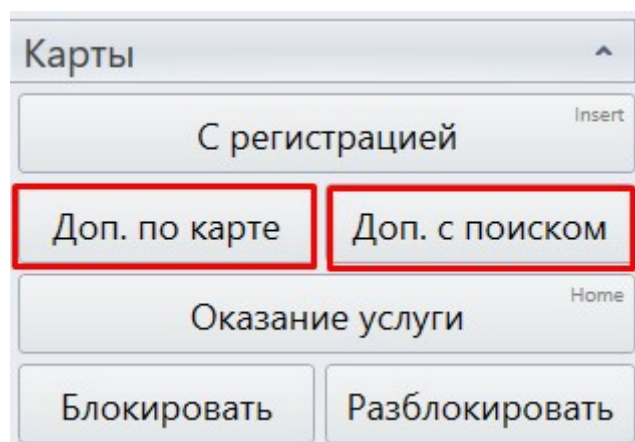 Карты
С регистрацией Insert
Доп. по карте Доп. с поиском
Оказание услуги Home
Блокировать Разблокировать